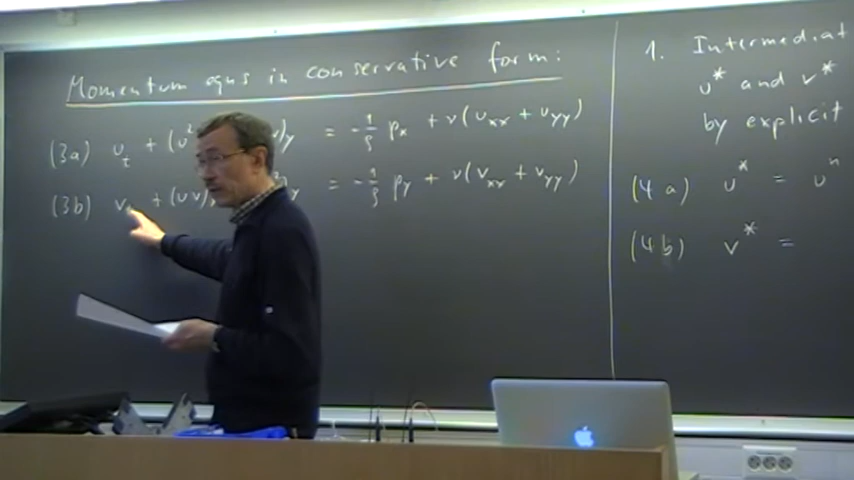 Momentum eqns in conservative form:
(3a) u_t + (u² )y = -1/ρ p_x + ν(u_xx + u_yy)
(3b) v + (uv) y = -1/ρ p_y + ν(v_xx + v_yy)
1. Intermediat
u* and v*
by explicit
(4a) u* = uⁿ
(4b) v* =